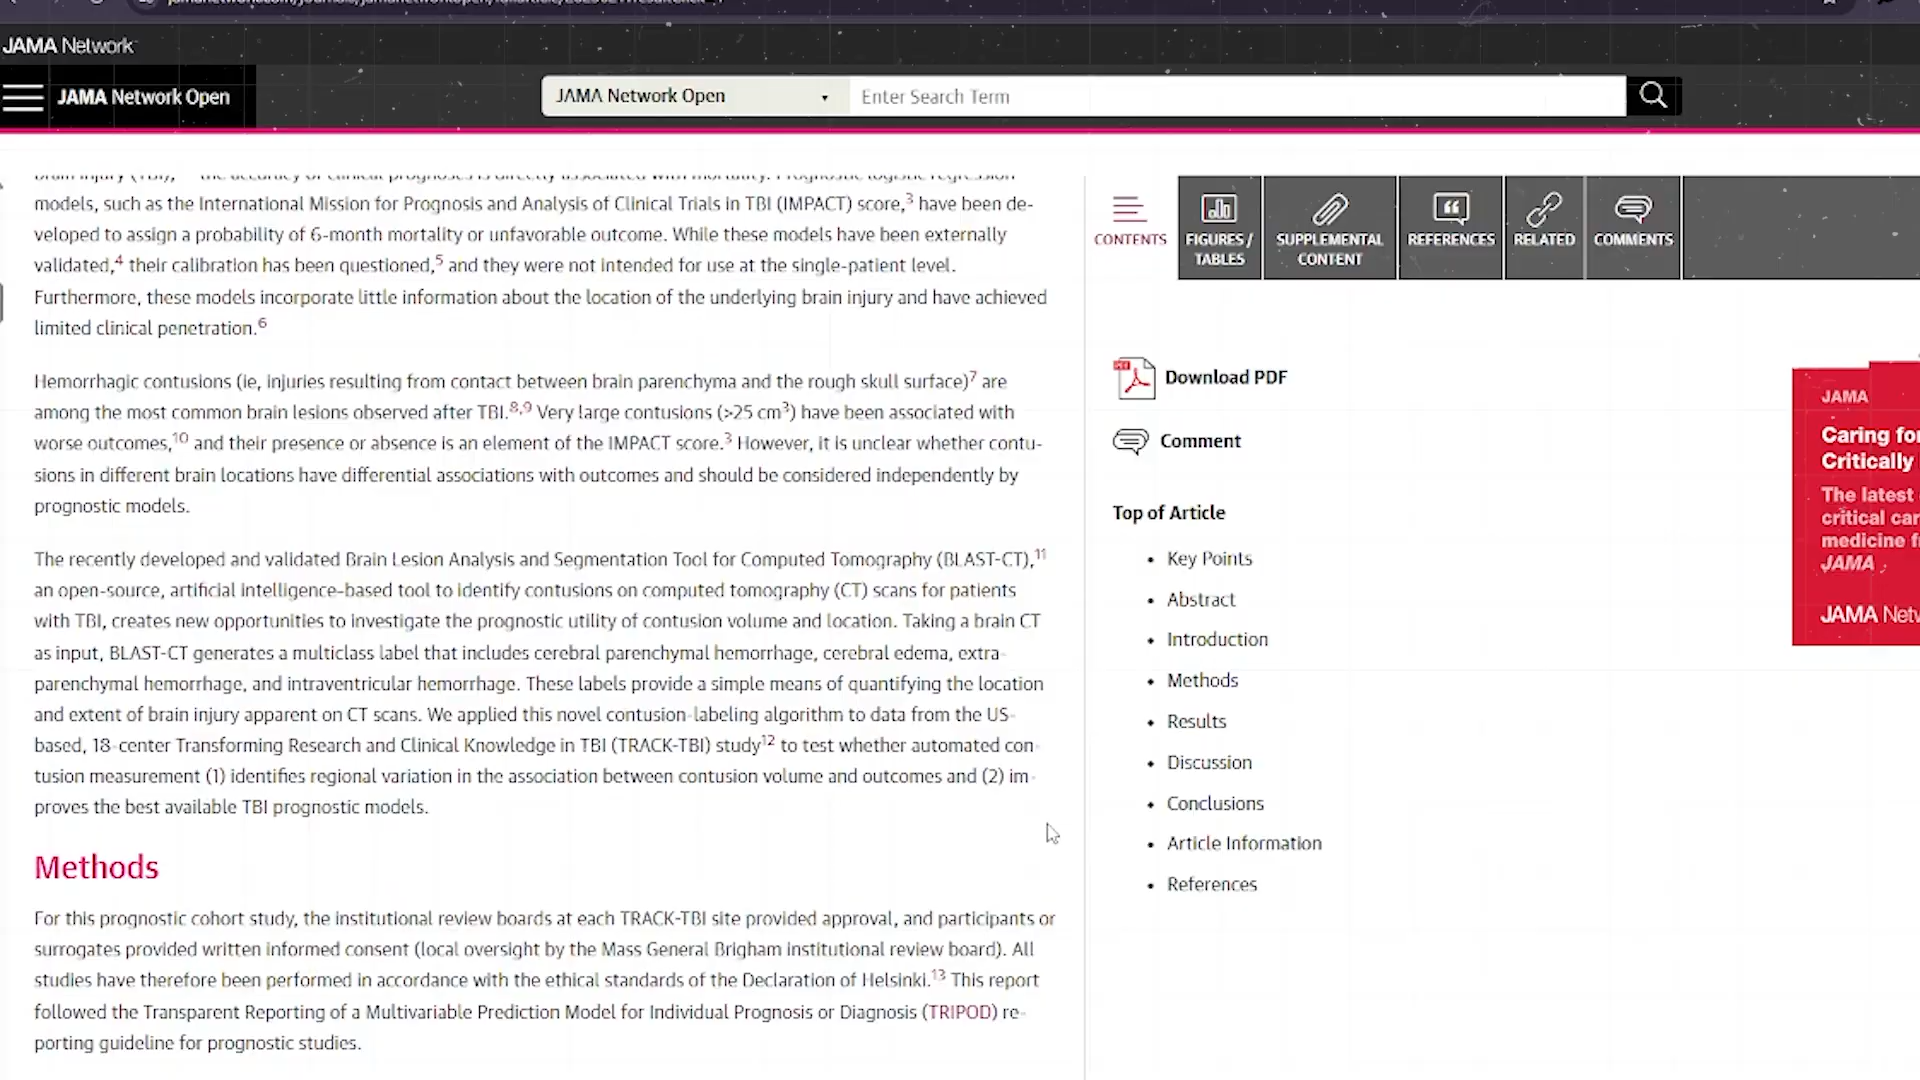 JAMA Network
JAMA Network Open
JAMA Network Open
Enter Search Term
models, such as the International Mission for Prognosis and Analysis of Clinical Trials in TBI (IMPACT) score,3 have been de-
veloped to assign a probability of 6-month mortality or unfavorable outcome. While these models have been externally
validated,4 their calibration has been questioned,5 and they were not intended for use at the single-patient level.
Furthermore, these models incorporate little information about the location of the underlying brain injury and have achieved
limited clinical penetration.6
Hemorrhagic contusions (ie, injuries resulting from contact between brain parenchyma and the rough skull surface)7 are
among the most common brain lesions observed after TBI.8,9 Very large contusions (>25 cm3) have been associated with
worse outcomes,10 and their presence or absence is an element of the IMPACT score.3 However, it is unclear whether contu-
sions in different brain locations have differential associations with outcomes and should be considered independently by
prognostic models.
The recently developed and validated Brain Lesion Analysis and Segmentation Tool for Computed Tomography (BLAST-CT),11
an open-source, artificial intelligence-based tool to identify contusions on computed tomography (CT) scans for patients
with TBI, creates new opportunities to investigate the prognostic utility of contusion volume and location. Taking a brain CT
as input, BLAST-CT generates a multiclass label that includes cerebral parenchymal hemorrhage, cerebral edema, extra-
parenchymal hemorrhage, and intraventricular hemorrhage. These labels provide a simple means of quantifying the location
and extent of brain injury apparent on CT scans. We applied this novel contusion-labeling algorithm to data from the US-
based, 18-center Transforming Research and Clinical Knowledge in TBI (TRACK-TBI) study12 to test whether automated con-
tusion measurement (1) identifies regional variation in the association between contusion volume and outcomes and (2) im-
proves the best available TBI prognostic models.
Methods
For this prognostic cohort study, the institutional review boards at each TRACK-TBI site provided approval, and participants or
surrogates provided written informed consent (local oversight by the Mass General Brigham institutional review board). All
studies have therefore been performed in accordance with the ethical standards of the Declaration of Helsinki.13 This report
followed the Transparent Reporting of a Multivariable Prediction Model for Individual Prognosis or Diagnosis (TRIPOD) re-
porting guideline for prognostic studies.
CONTENTS
FIGURES /
TABLES
SUPPLEMENTAL
CONTENT
REFERENCES
RELATED
COMMENTS
Download PDF
Comment
Top of Article
Key Points
Abstract
Introduction
Methods
Results
Discussion
Conclusions
Article Information
References
JAMA
Caring for
Critically
The latest
critical
medicine
JAMA
JAMA